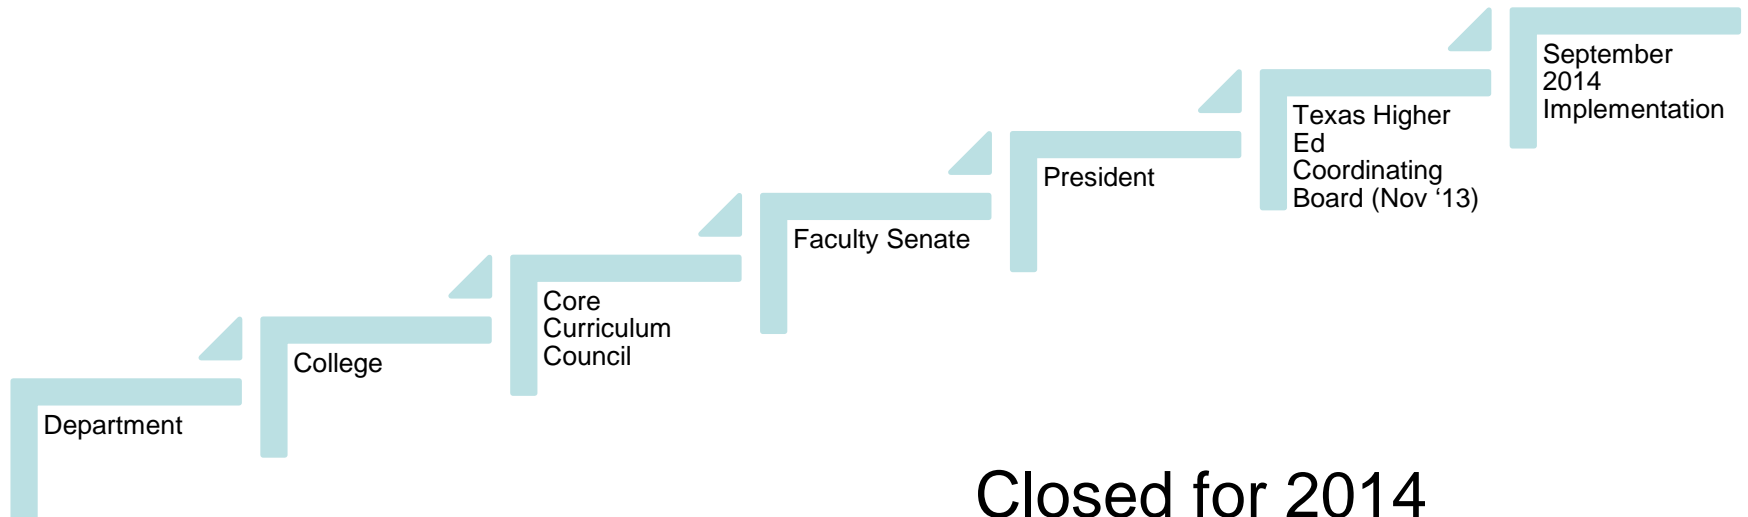 Department
College
Core
Curriculum
Council
Faculty Senate
President
Texas Higher
Ed
Coordinating
Board (Nov ‘13)
September
2014
Implementation
Closed for 2014